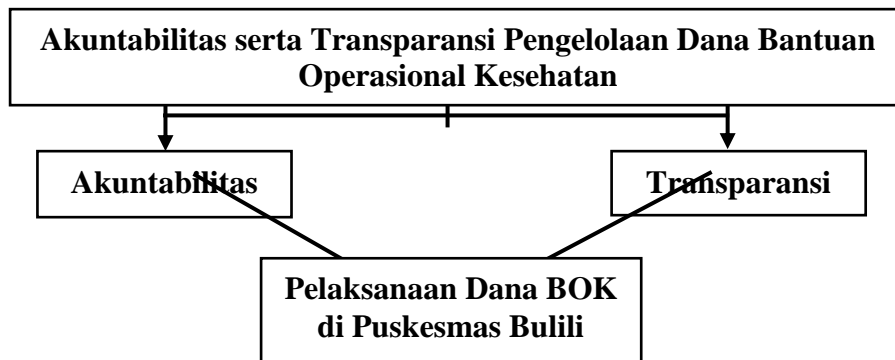 Akuntabilitas serta Transparansi Pengelolaan Dana Bantuan
Operasional Kesehatan
Akuntabilitas
Transparansi
Pelaksanaan Dana BOK
di Puskesmas Bulili